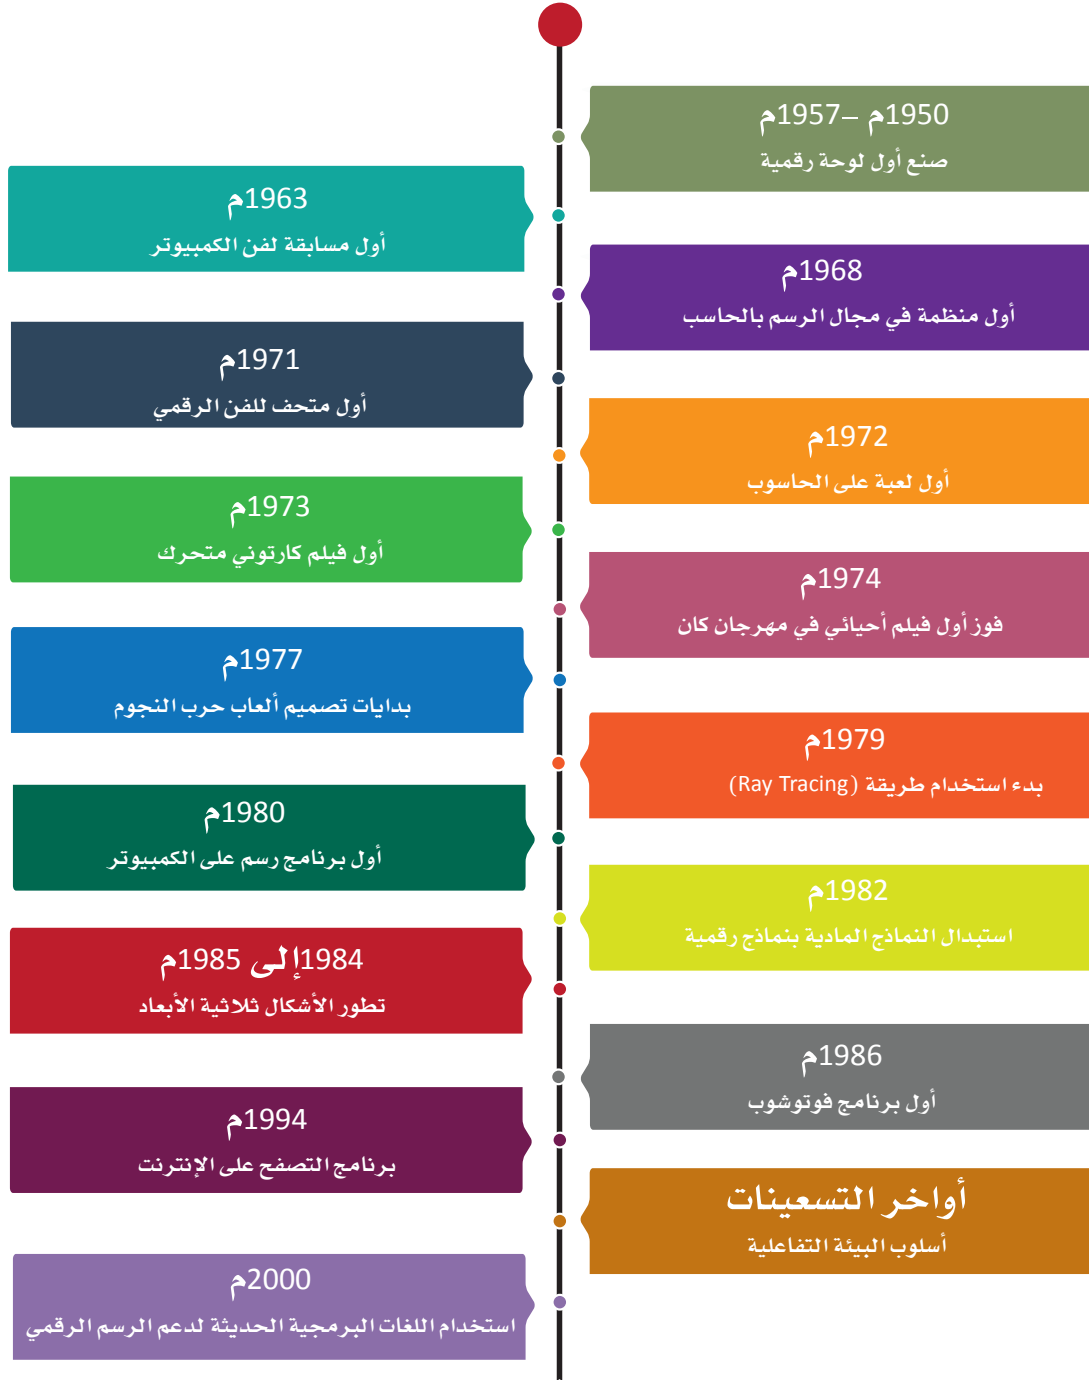 1950م –1957م
صنع أول لوحة رقمية
1963م
أول مسابقة لفن الكمبيوتر
1968م
أول منظمة في مجال الرسم بالحاسب
1971م
أول متحف للفن الرقمي
1972م
أول لعبة على الحاسوب
1973م
أول فيلم كارتوني متحرك
1974م
فوز أول فيلم أحيائي في مهرجان كان
1977م
بدايات تصميم ألعاب حرب النجوم
1979م
بدء استخدام طريقة (Ray Tracing)
1980م
أول برنامج رسم على الكمبيوتر
1982م
استبدال النماذج المادية بنماذج رقمية
1984إلى 1985م
تطور الأشكال ثلاثية الأبعاد
1986م
أول برنامج فوتوشوب
1994م
برنامج التصفح على الإنترنت
أواخر التسعينات
أسلوب البيئة التفاعلية
2000م
استخدام اللغات البرمجية الحديثة لدعم الرسم الرقمي